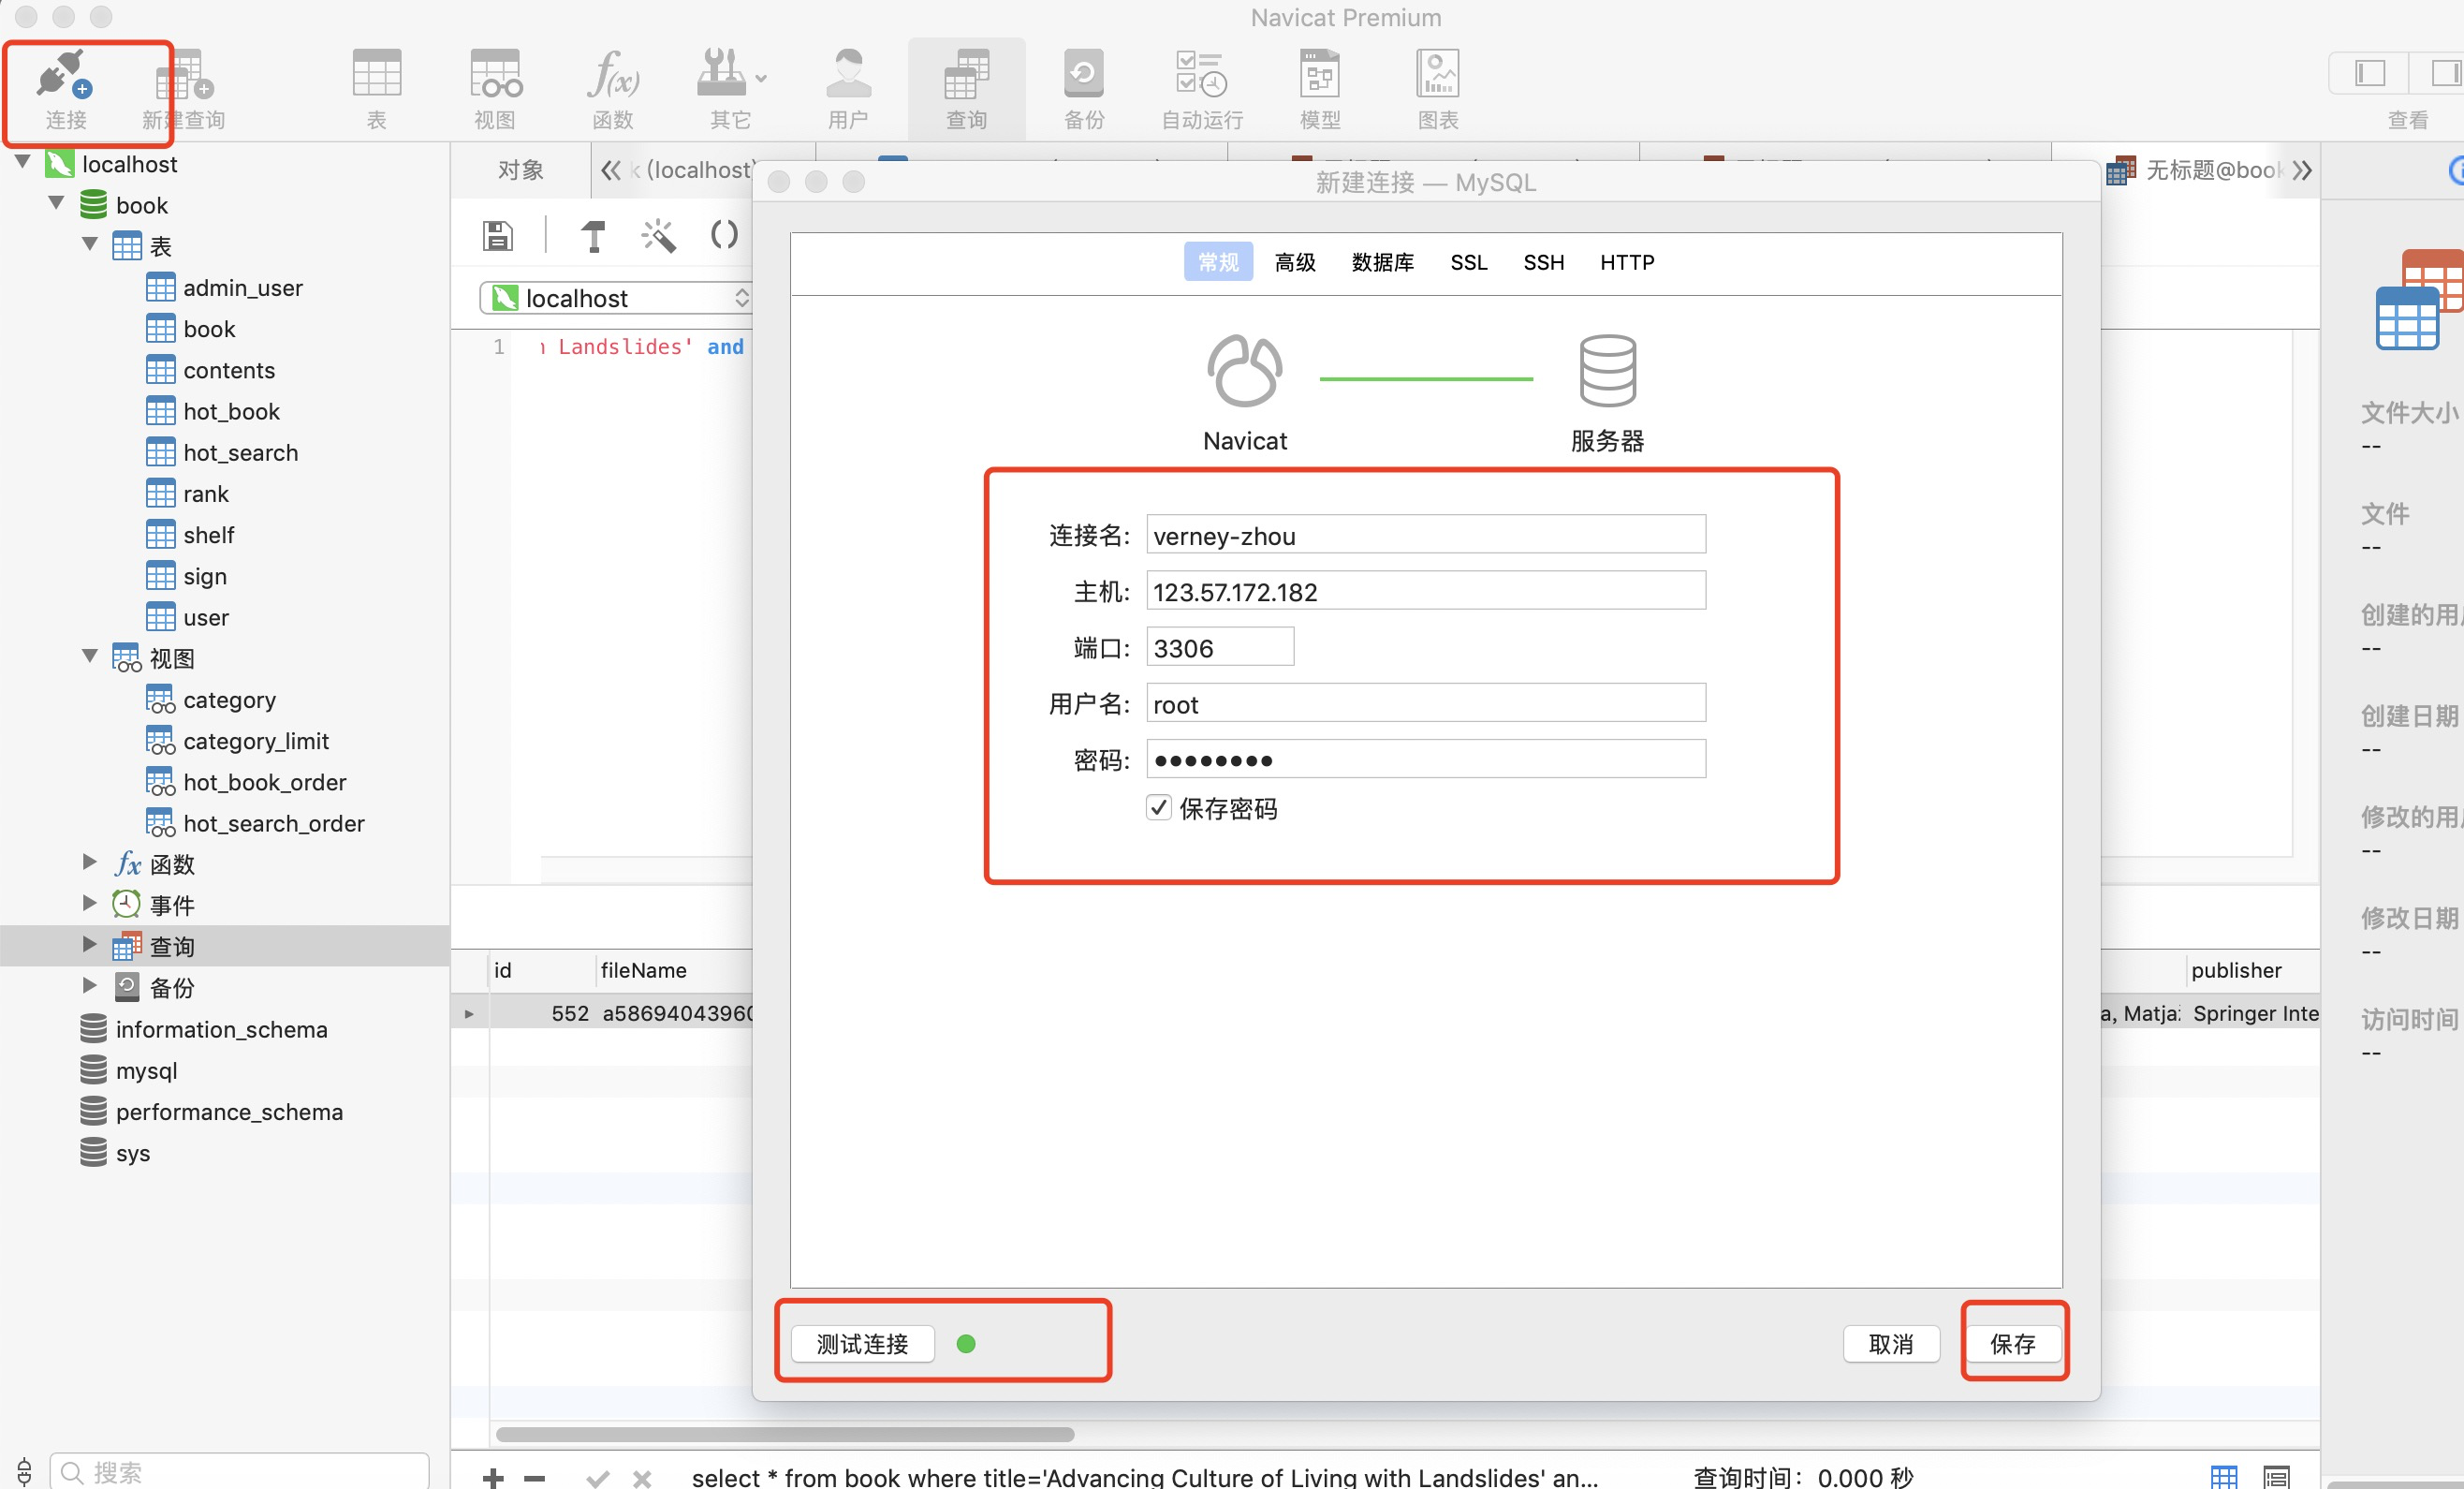 Navicat Premium
连接
新建查询
表
视图
函数
其它
用户
查询
备份
自动运行
模型
图表
查看
localhost
book
表
admin_user
book
contents
hot_book
hot_search
rank
shelf
sign
user
视图
category
category_limit
hot_book_order
hot_search_order
函数
事件
查询
备份
information_schema
mysql
performance_schema
sys
搜索
对象
(localhost)
无标题@book
localhost
1
Landslides' and
新建连接 — MySQL
常规 高级 数据库 SSL SSH HTTP
Navicat
服务器
连接名: verney-zhou
主机: 123.57.172.182
端口: 3306
用户名: root
密码: ●●●●●●●●
保存密码
测试连接
取消
保存
id fileName publisher
552 a58694043960 a, Matja: Springer Inte
select * from book where title='Advancing Culture of Living with Landslides' an...
查询时间: 0.000 秒
文件大小
--
文件
--
创建的用户
--
创建日期
--
修改的用户
--
修改日期
--
访问时间
--